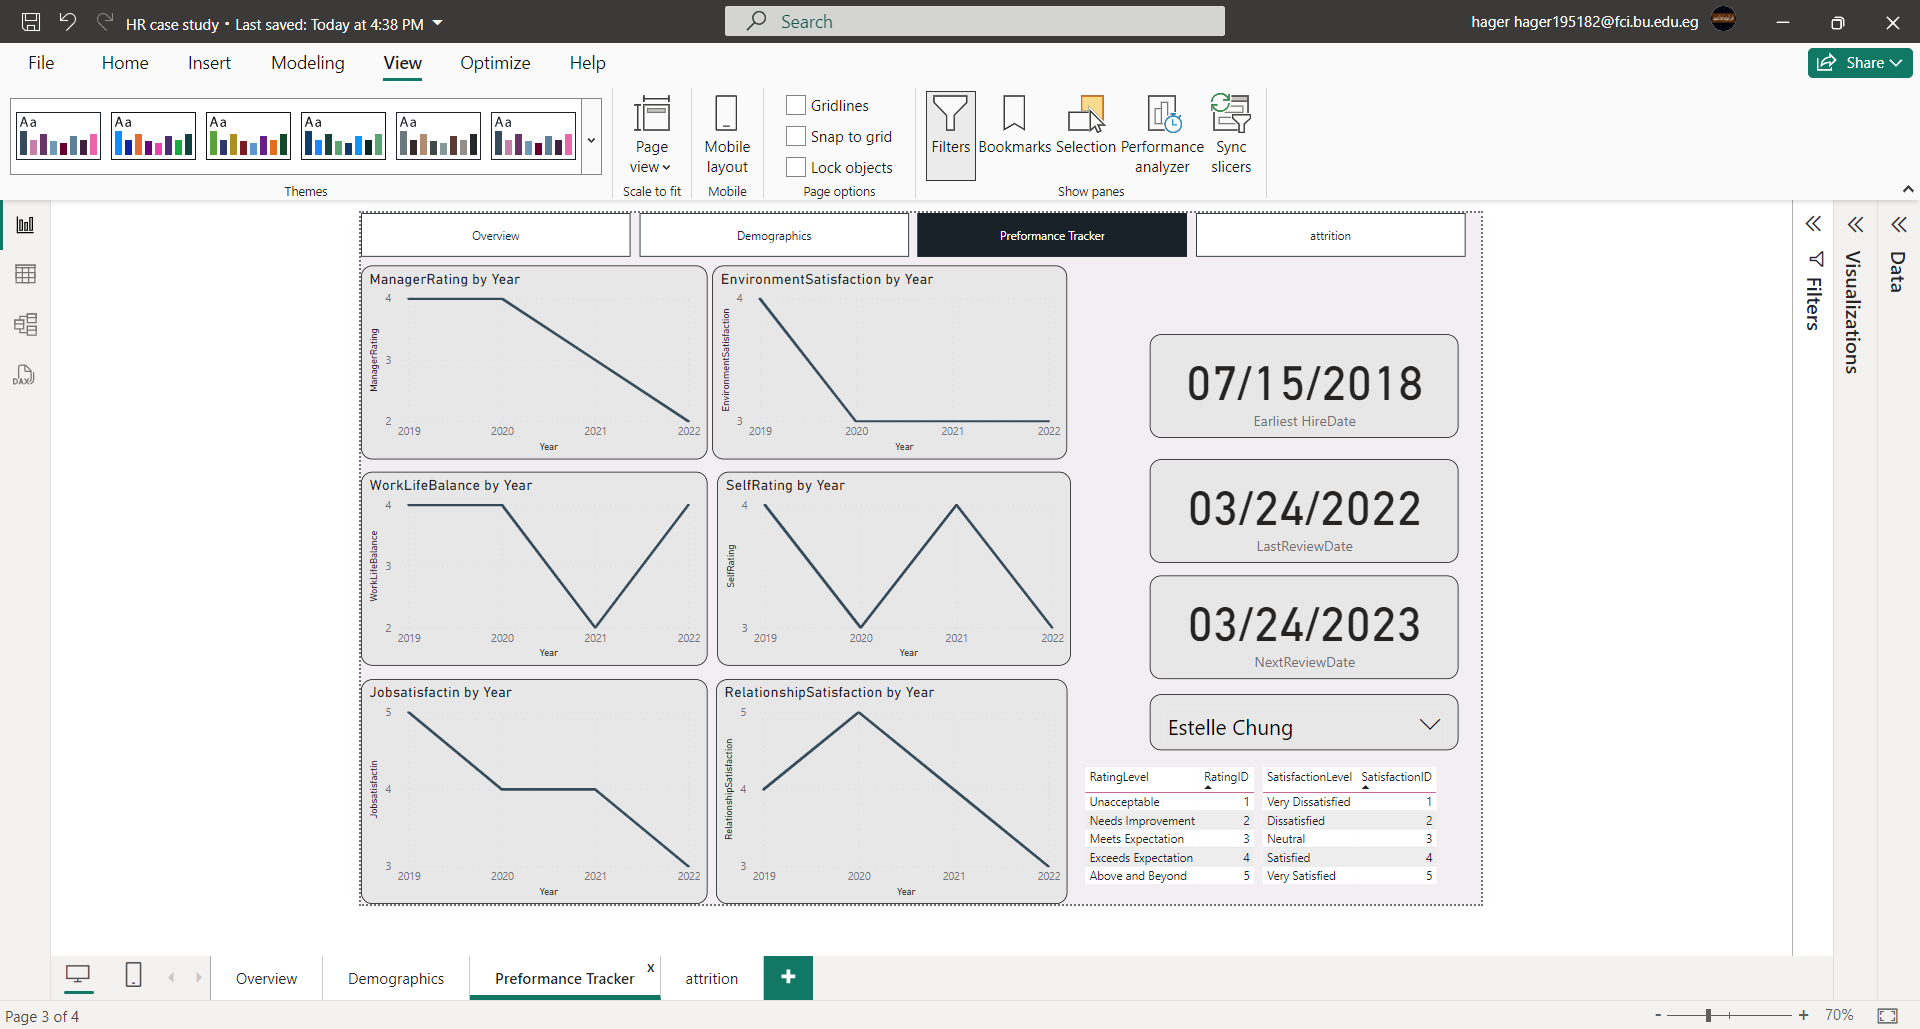 HR case study • Last saved: Today at 4:38 PM
Search
hager hager195182@fci.bu.edu.eg
File Home Insert Modeling View Optimize Help
Share
Aa Aa Aa Aa Aa Aa
Themes
Page view
Scale to fit
Mobile layout
Mobile
Gridlines
Snap to grid
Lock objects
Page options
Filters
Bookmarks
Selection
Performance analyzer
Sync slicers
Show panes
Overview Demographics Preformance Tracker attrition
ManagerRating by Year
ManagerRating
4
3
2
2019 2020 2021 2022
Year
EnvironmentSatisfaction by Year
EnvironmentSatisfaction
4
3
2019 2020 2021 2022
Year
WorkLifeBalance by Year
WorkLifeBalance
4
3
2
2019 2020 2021 2022
Year
SelfRating by Year
SelfRating
4
3
2019 2020 2021 2022
Year
Jobsatisfactin by Year
Jobsatisfactin
5
4
3
2019 2020 2021 2022
Year
RelationshipSatisfaction by Year
RelationshipSatisfaction
5
4
3
2019 2020 2021 2022
Year
07/15/2018
Earliest HireDate
03/24/2022
LastReviewDate
03/24/2023
NextReviewDate
Estelle Chung
RatingLevel RatingID
Unacceptable 1
Needs Improvement 2
Meets Expectation 3
Exceeds Expectation 4
Above and Beyond 5
SatisfactionLevel SatisfactionID
Very Dissatisfied 1
Dissatisfied 2
Neutral 3
Satisfied 4
Very Satisfied 5
Filters
Visualizations
Data
DAX
Overview Demographics Preformance Tracker x attrition +
Page 3 of 4
- + 70%